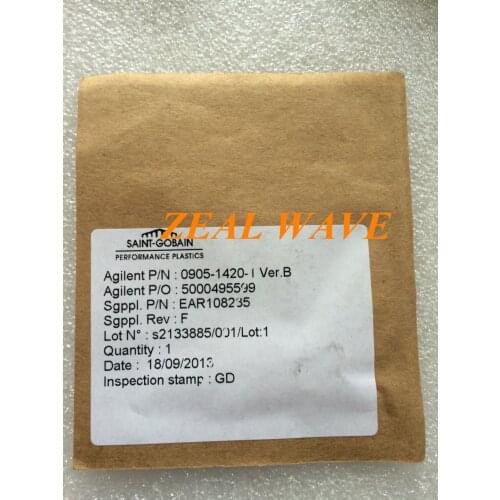 ZEAL WAVE
SAINT-GOBAIN
PERFORMANCE PLASTICS
Agilent P/N : 0905-1420-1 Ver.B
Agilent P/O : 5000495599
Sgppl. P/N : EAR108235
Sgppl. Rev : F
Lot N° : s2133885/001/Lot:1
Quantity : 1
Date : 18/09/2013
Inspection stamp : GD